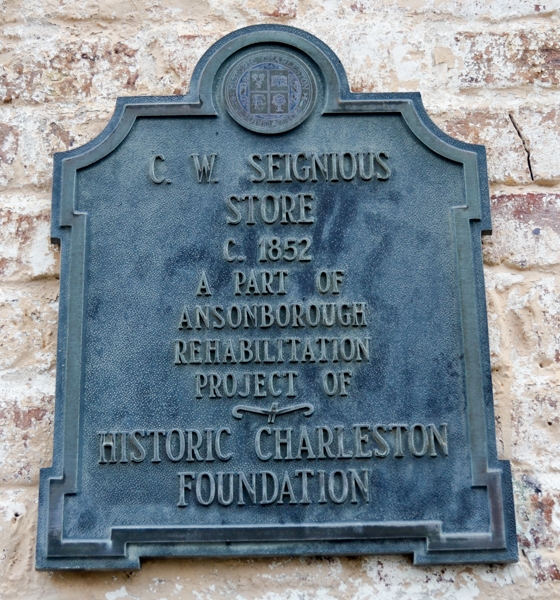 C. W. SEIGNIOUS
STORE
C. 1852
A PART OF
ANSONBOROUGH
REHABILITATION
PROJECT OF
HISTORIC CHARLESTON
FOUNDATION